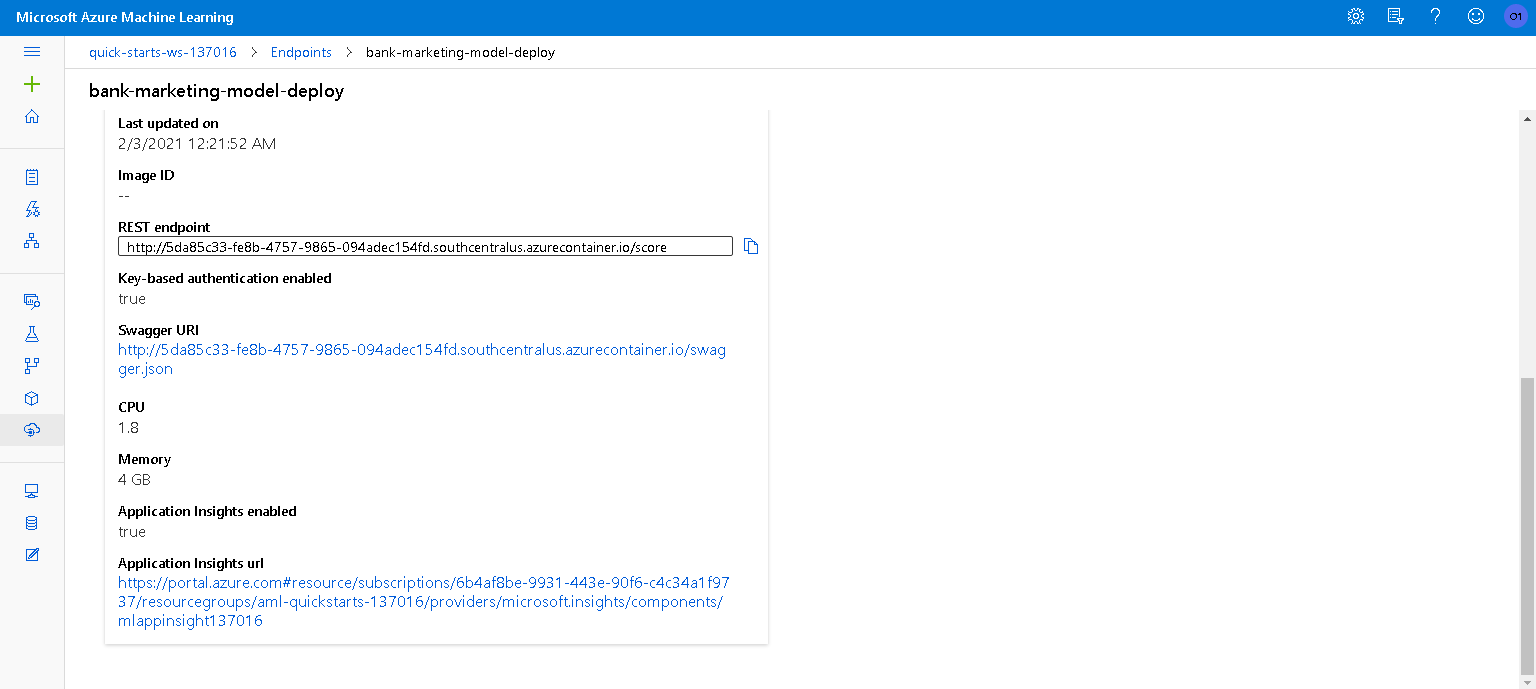 Microsoft Azure Machine Learning
O1
quick-starts-ws-137016 > Endpoints > bank-marketing-model-deploy
bank-marketing-model-deploy
Last updated on
2/3/2021 12:21:52 AM
Image ID
--
REST endpoint
http://5da85c33-fe8b-4757-9865-094adec154fd.southcentralus.azurecontainer.io/score
Key-based authentication enabled
true
Swagger URI
http://5da85c33-fe8b-4757-9865-094adec154fd.southcentralus.azurecontainer.io/swag
ger.json
CPU
1.8
Memory
4 GB
Application Insights enabled
true
Application Insights url
https://portal.azure.com#resource/subscriptions/6b4af8be-9931-443e-90f6-c4c34a1f97
37/resourcegroups/aml-quickstarts-137016/providers/microsoft.insights/components/
mlappinsight137016